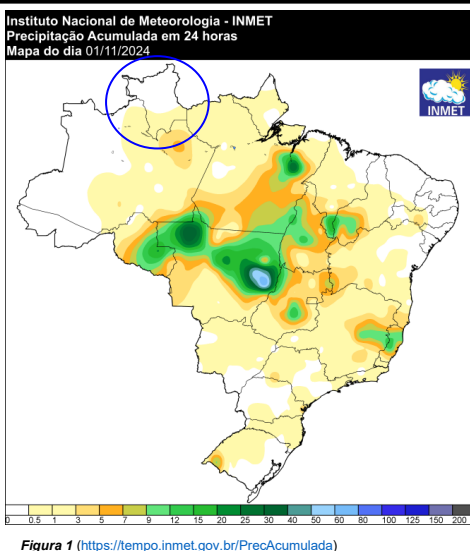 Instituto Nacional de Meteorologia - INMET
Precipitação Acumulada em 24 horas
Mapa do dia 01/11/2024
INMET
0 0.5 1 3 5 7 9 12 15 20 25 30 40 50 60 80 100 125 150 200
Figura 1 (https://tempo.inmet.gov.br/PrecAcumulada)